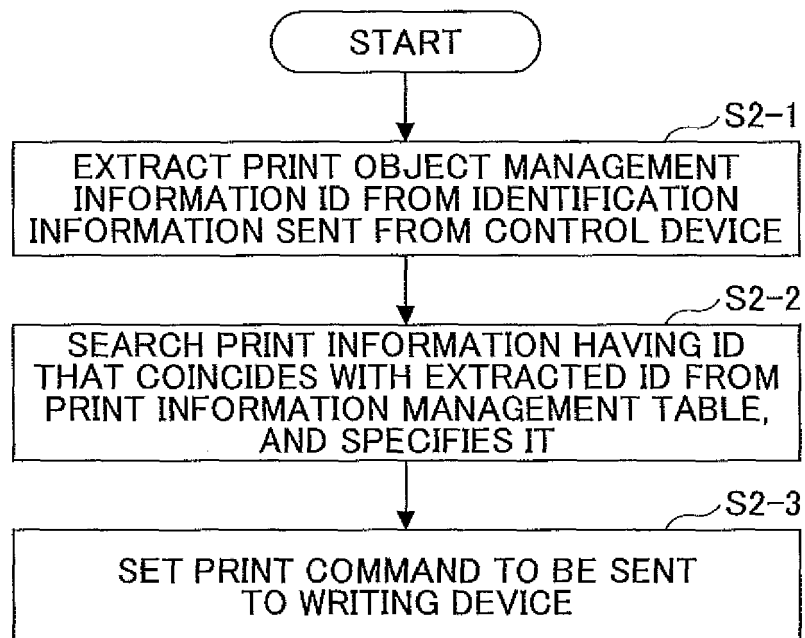 START
S2-1
EXTRACT PRINT OBJECT MANAGEMENT
INFORMATION ID FROM IDENTIFICATION
INFORMATION SENT FROM CONTROL DEVICE
S2-2
SEARCH PRINT INFORMATION HAVING ID
THAT COINCIDES WITH EXTRACTED ID FROM
PRINT INFORMATION MANAGEMENT TABLE,
AND SPECIFIES IT
S2-3
SET PRINT COMMAND TO BE SENT
TO WRITING DEVICE